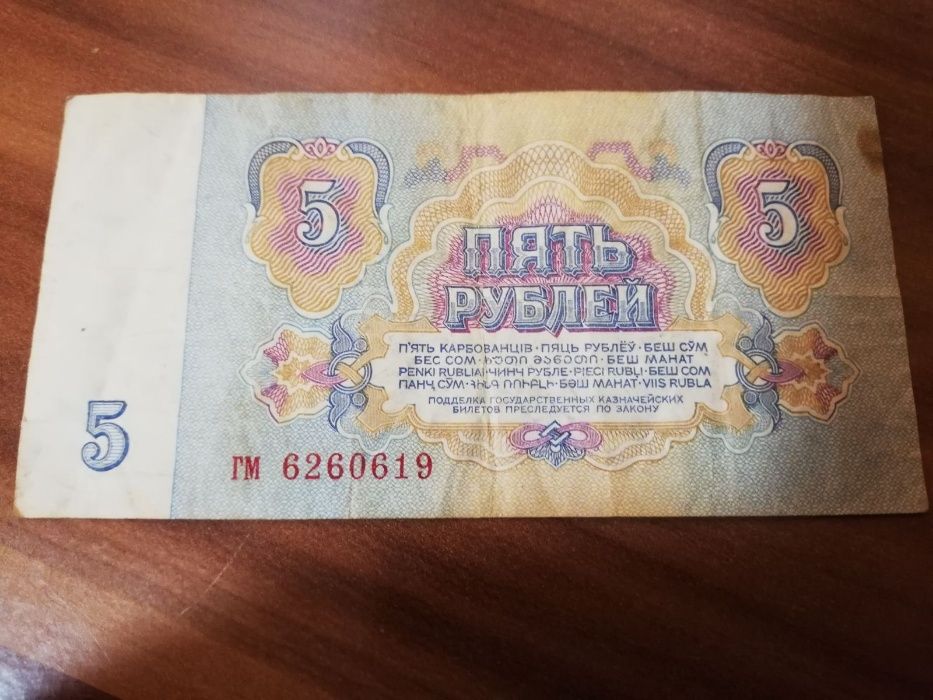 5
5
ПЯТЬ
РУБЛЕЙ
П'ЯТЬ КАРБОВАНЦІВ · ПЯЦЬ РУБЛЁЎ · БЕШ СЎМ
БЕС СОМ · ხუთი მანეთი · БЕШ МАНАТ
PENKI RUBLIAI · ЧИНЧ РУБЛЕ · PIECI RUBĻI · БЕШ СОМ
ПАНҶ СӮМ · ՀԻՆԳ ՌՈՒԲԼԻ · БӘШ МАНАТ · VIIS RUBLA
ПОДДЕЛКА ГОСУДАРСТВЕННЫХ КАЗНАЧЕЙСКИХ
БИЛЕТОВ ПРЕСЛЕДУЕТСЯ ПО ЗАКОНУ
5
ГМ 6260619